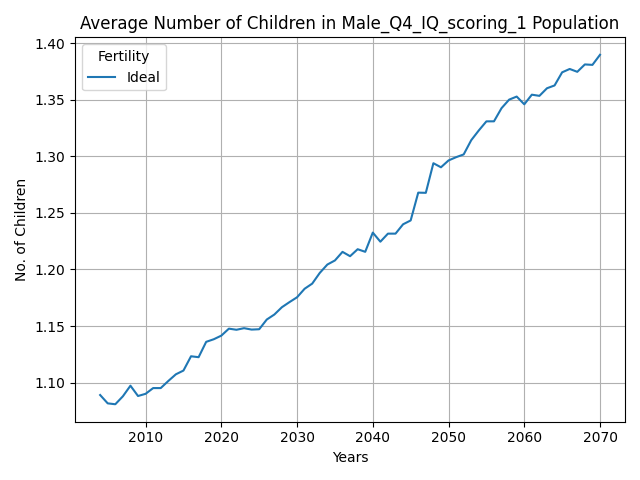 Average Number of Children in Male_Q4_IQ_scoring_1 Population
1.40
1.35
1.30
1.25
1.20
1.15
1.10
No. of Children
Fertility
Ideal
2010 2020 2030 2040 2050 2060 2070
Years